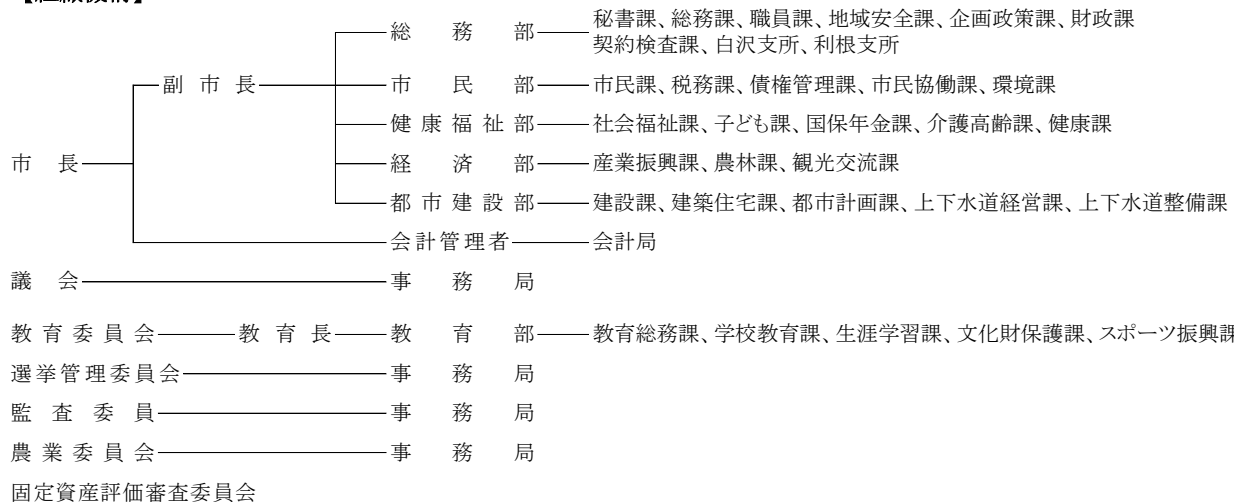 総務部 秘書課、総務課、職員課、地域安全課、企画政策課、財政課
契約検査課、白沢支所、利根支所
副市長 市民部 市民課、税務課、債権管理課、市民協働課、環境課
健康福祉部 社会福祉課、子ども課、国保年金課、介護高齢課、健康課
市長 経済部 産業振興課、農林課、観光交流課
都市建設部 建設課、建築住宅課、都市計画課、上下水道経営課、上下水道整備課
会計管理者 会計局
議会 事務局
教育委員会 教育長 教育部 教育総務課、学校教育課、生涯学習課、文化財保護課、スポーツ振興課
選挙管理委員会 事務局
監査委員 事務局
農業委員会 事務局
固定資産評価審査委員会